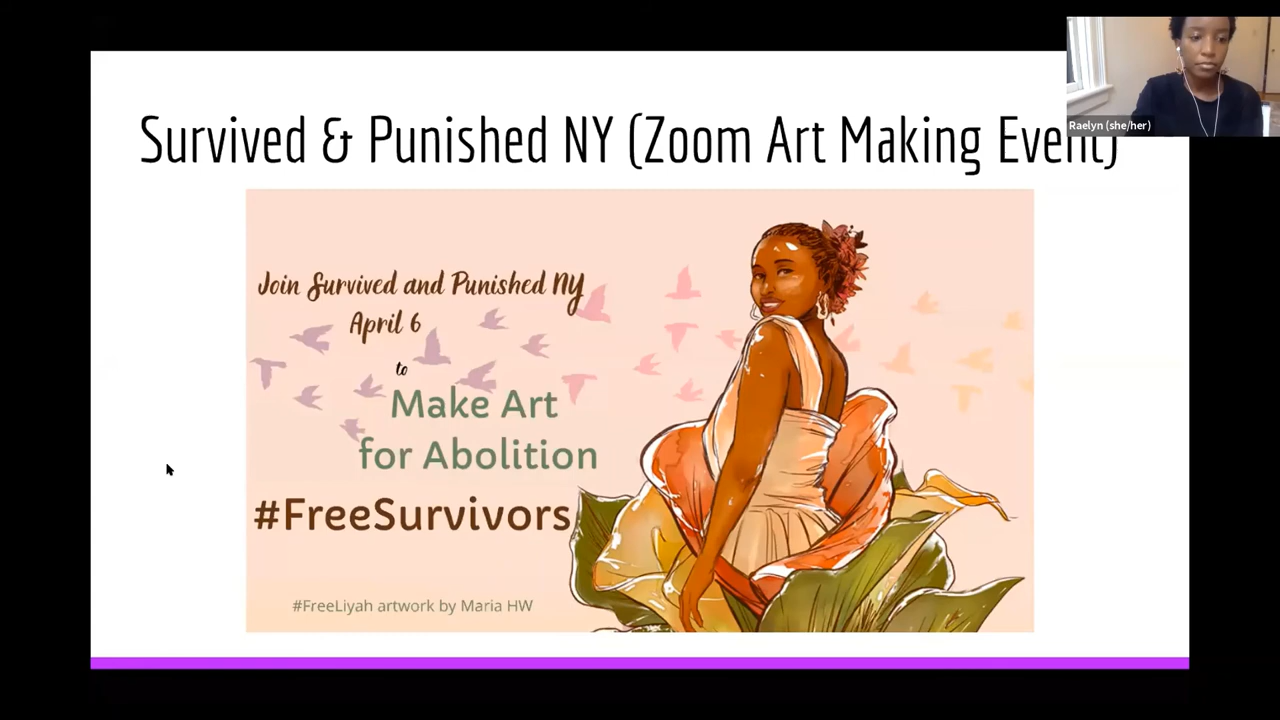 Survived & Punished NY (Zoom Art Making Event)
Raelyn (she/her)
Join Survived and Punished NY
April 6
to
Make Art
for Abolition
#FreeSurvivors
#FreeLiyah artwork by Maria HW